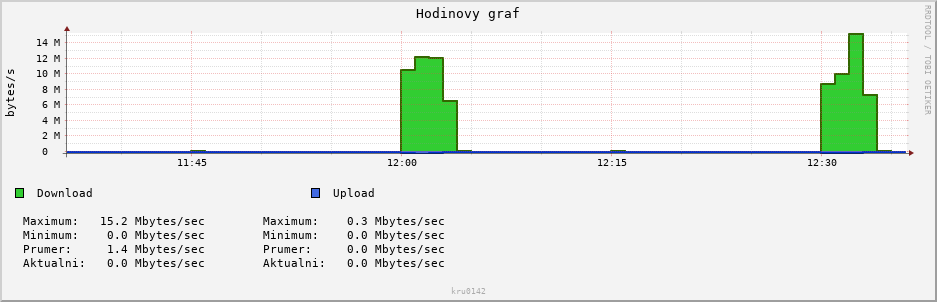 Hodinovy graf
RRDTOOL / TOBI OETIKER
bytes/s
14 M
12 M
10 M
8 M
6 M
4 M
2 M
0
11:45 12:00 12:15 12:30
Download Upload
Maximum: 15.2 Mbytes/sec Maximum: 0.3 Mbytes/sec
Minimum: 0.0 Mbytes/sec Minimum: 0.0 Mbytes/sec
Prumer: 1.4 Mbytes/sec Prumer: 0.0 Mbytes/sec
Aktualni: 0.0 Mbytes/sec Aktualni: 0.0 Mbytes/sec
kru0142